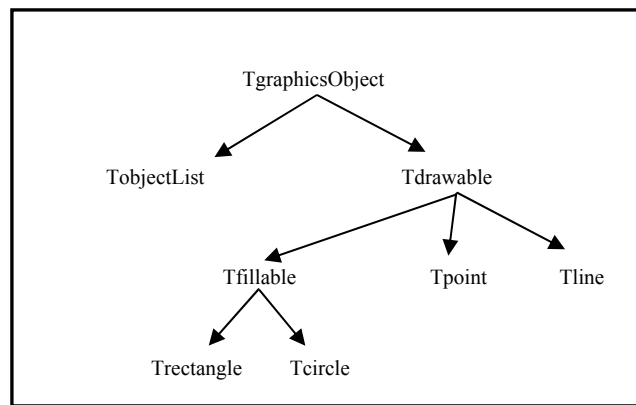 TgraphicsObject
TobjectList Tdrawable
Tfillable Tpoint Tline
Trectangle Tcircle